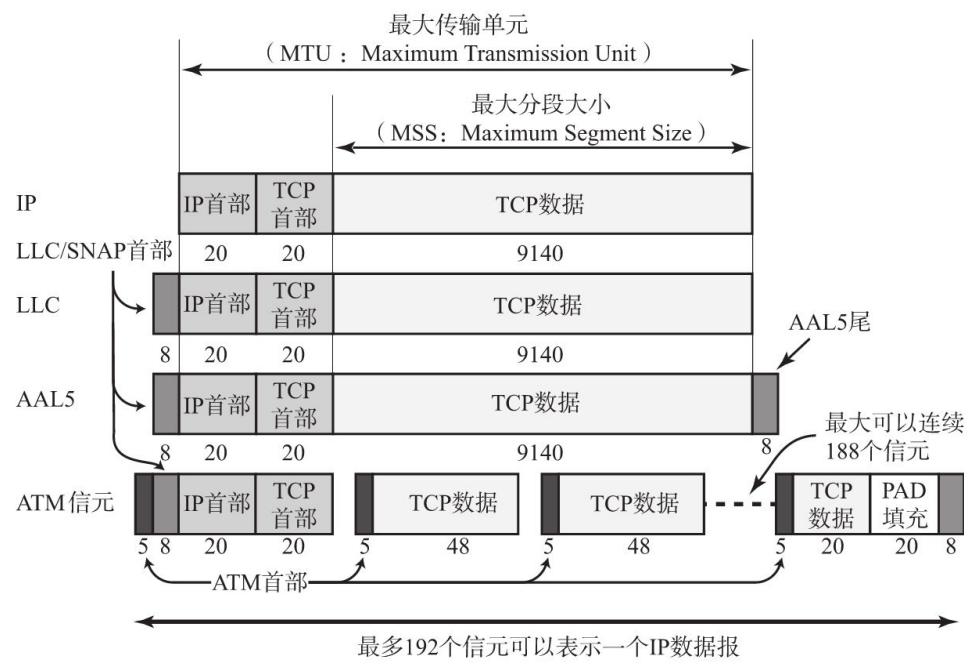 最大传输单元
（MTU：Maximum Transmission Unit）
最大分段大小
（MSS：Maximum Segment Size）
IP
IP首部
TCP
首部
TCP数据
20
20
9140
LLC/SNAP首部
LLC
IP首部
TCP
首部
TCP数据
8
20
20
9140
AAL5尾
AAL5
IP首部
TCP
首部
TCP数据
8
20
20
9140
8
最大可以连续
188个信元
ATM信元
IP首部
TCP
首部
TCP数据
TCP数据
TCP
数据
PAD
填充
5
8
20
20
5
48
5
48
5
20
20
8
ATM首部
最多192个信元可以表示一个IP数据报